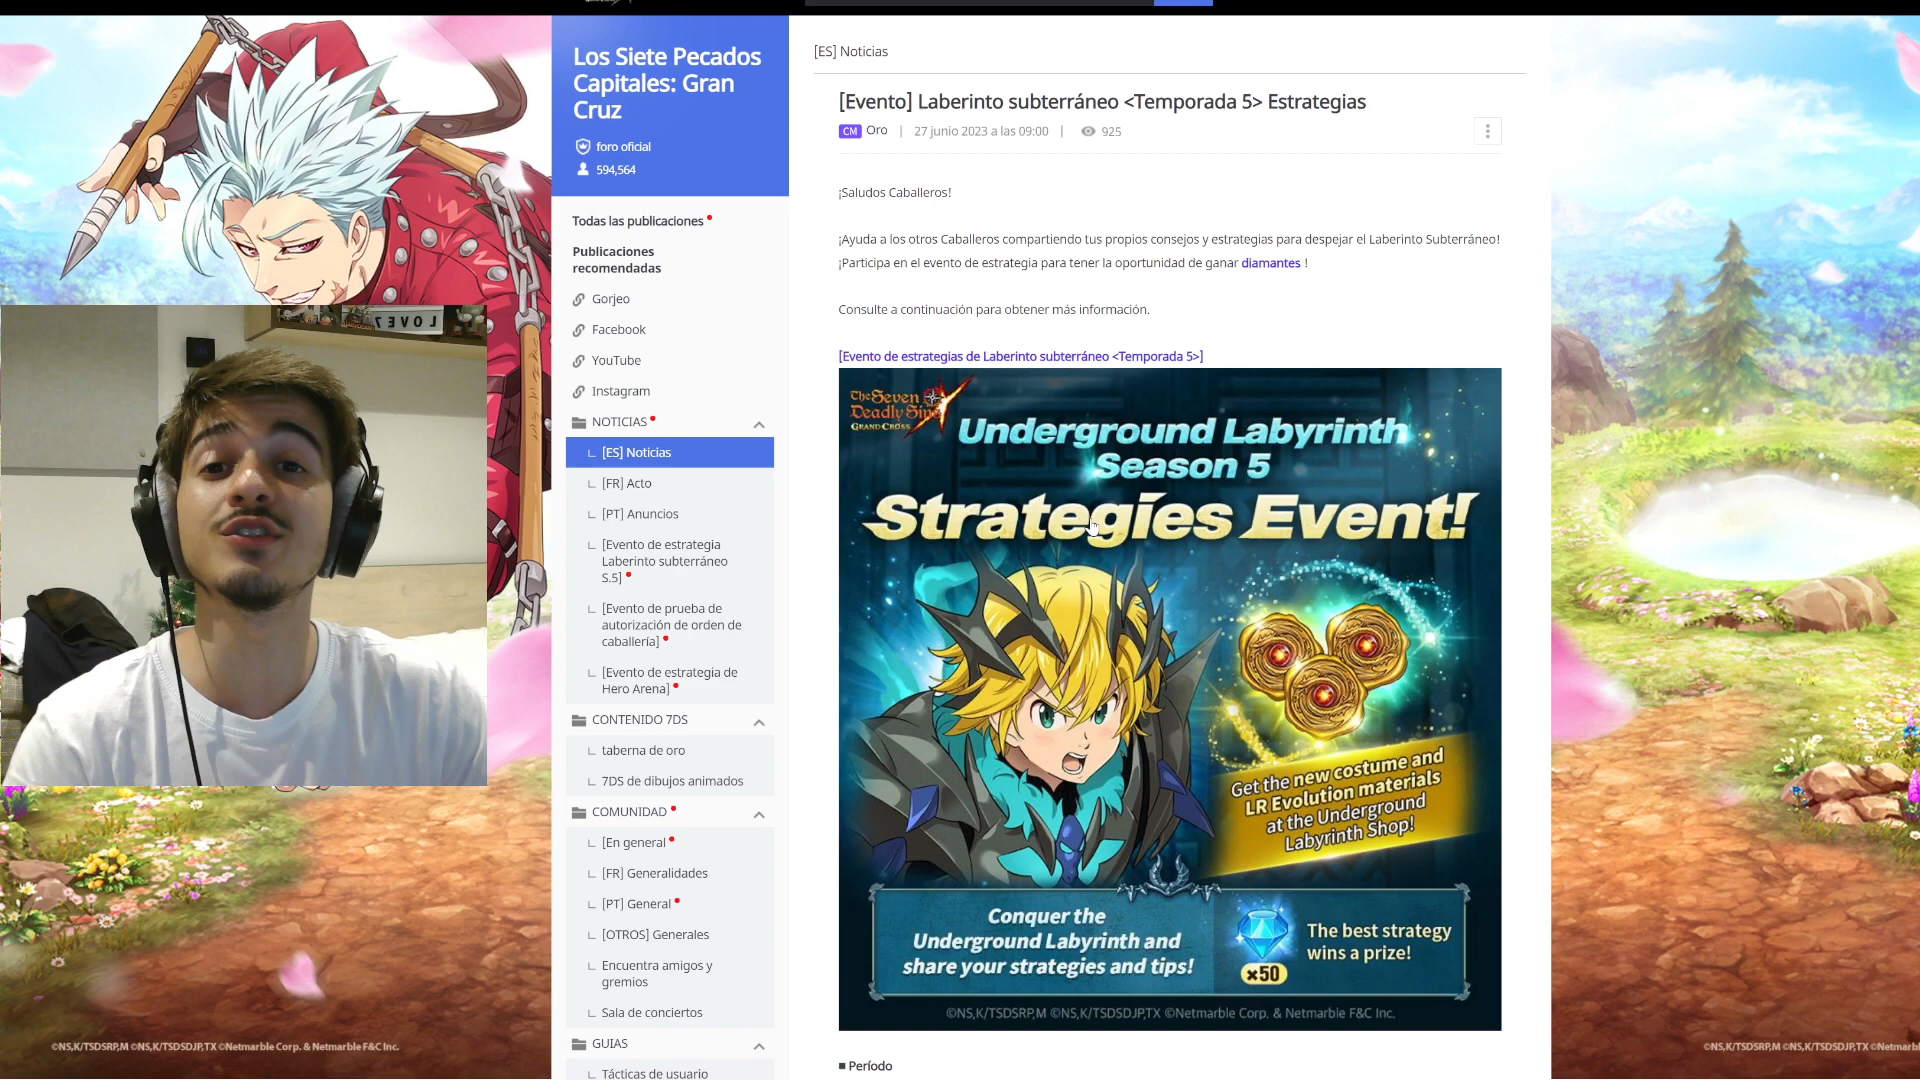 Los Siete Pecados
Capitales: Gran
Cruz
foro oficial
594,564
Todas las publicaciones
Publicaciones
recomendadas
Gorjeo
Facebook
YouTube
Instagram
NOTICIAS
[ES] Noticias
[FR] Acto
[PT] Anuncios
[Evento de estrategia
Laberinto subterráneo
S.5]
[Evento de prueba de
autorización de orden de
caballería]
[Evento de estrategia de
Hero Arena]
CONTENIDO 7DS
taberna de oro
7DS de dibujos animados
COMUNIDAD
[En general
[FR] Generalidades
[PT] General
[OTROS] Generales
Encuentra amigos y
gremios
Sala de conciertos
GUIAS
Tácticas de usuario
[ES] Noticias
[Evento] Laberinto subterráneo <Temporada 5> Estrategias
CM Oro | 27 junio 2023 a las 09:00 | 925
¡Saludos Caballeros!
¡Ayuda a los otros Caballeros compartiendo tus propios consejos y estrategias para despejar el Laberinto Subterráneo!
¡Participa en el evento de estrategia para tener la oportunidad de ganar diamantes !
Consulte a continuación para obtener más información.
[Evento de estrategias de Laberinto subterráneo <Temporada 5>]
The Seven
Deadly Sins
GRAND CROSS
Underground Labyrinth
Season 5
Strategies Event!
Get the new costume and
LR Evolution materials
at the Underground
Labyrinth Shop!
Conquer the
Underground Labyrinth and
share your strategies and tips!
x50
The best strategy
wins a prize!
©NS,K/TSDSRP,M ©NS,K/TSDSDJP,TX ©Netmarble Corp. & Netmarble F&C Inc.
■ Período
LOVE7
©NS,K/TSDSRP,M ©NS,K/TSDSDJP,TX ©Netmarble Corp. & Netmarble F&C Inc.
©NS,K/TSDSRP,M ©NS,K/TSDSDJP,TX ©Netmarbl